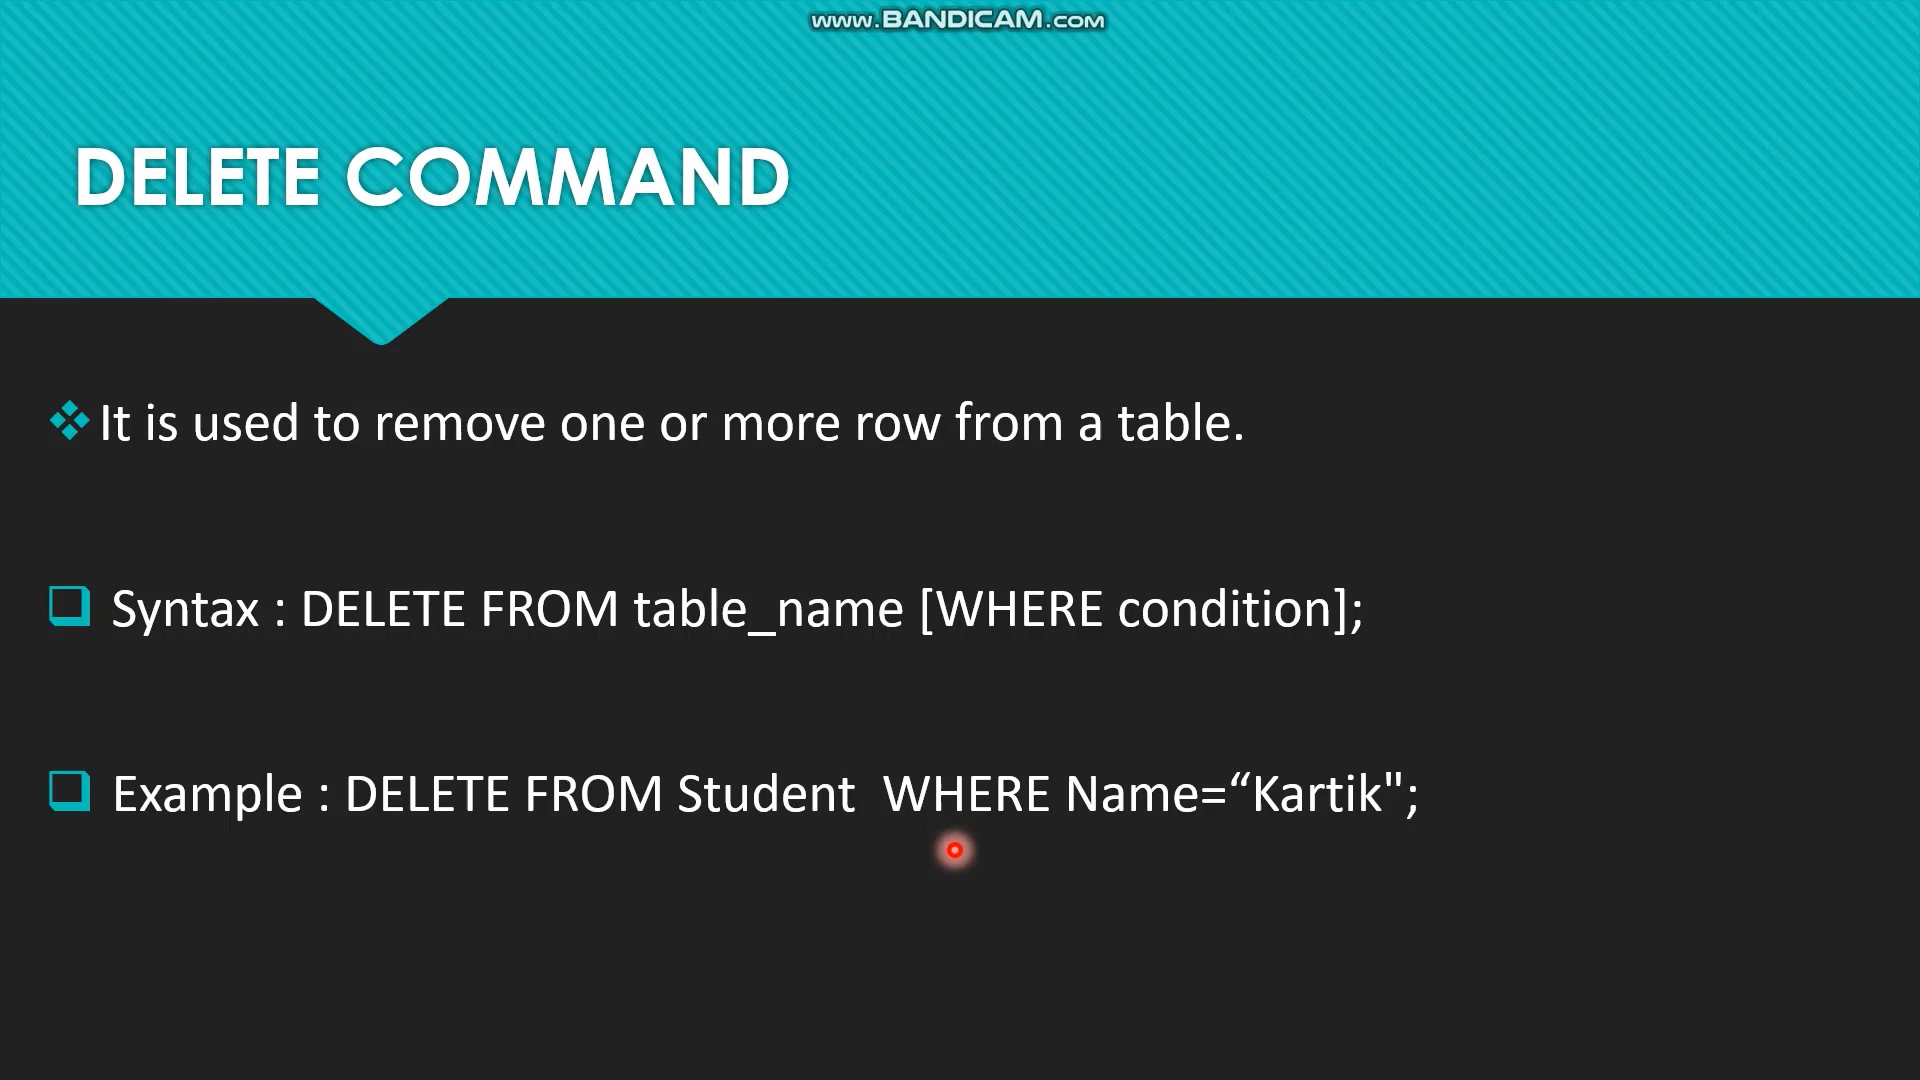 www.BANDICAM.com
DELETE COMMAND
It is used to remove one or more row from a table.
Syntax : DELETE FROM table_name [WHERE condition];
Example : DELETE FROM Student  WHERE Name=“Kartik";